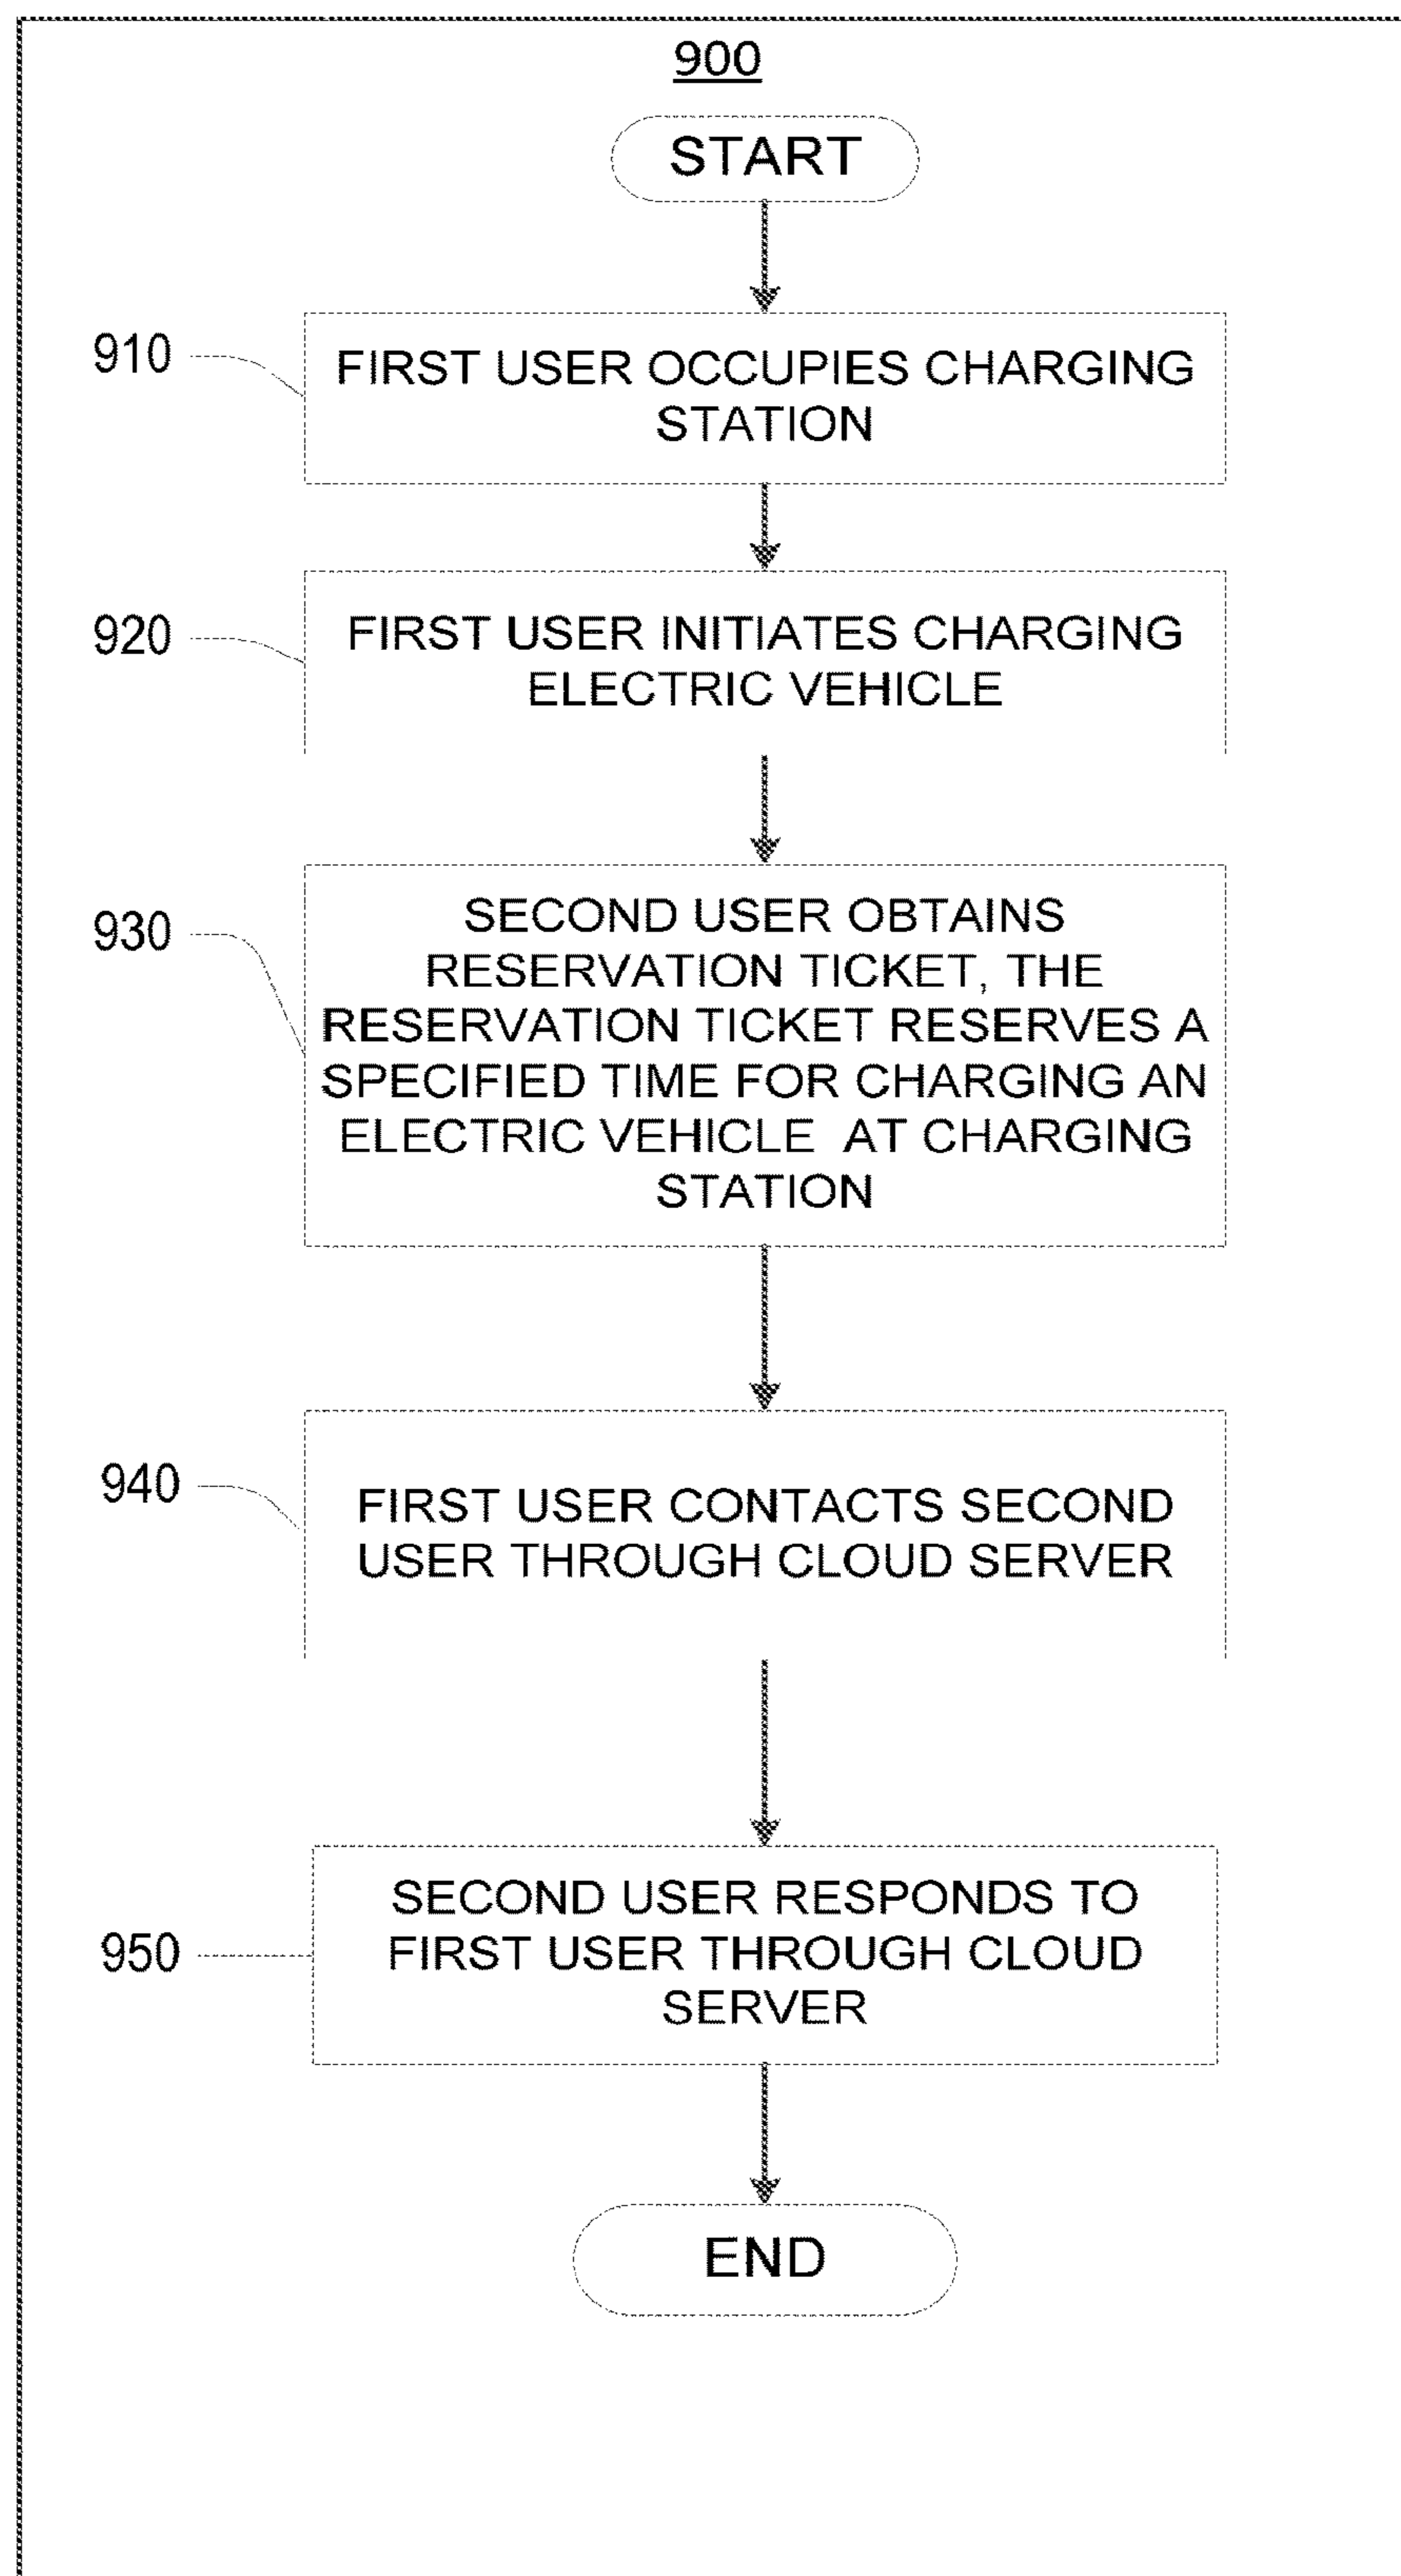 900
START
910
FIRST USER OCCUPIES CHARGING
STATION
920
FIRST USER INITIATES CHARGING
ELECTRIC VEHICLE
930
SECOND USER OBTAINS
RESERVATION TICKET, THE
RESERVATION TICKET RESERVES A
SPECIFIED TIME FOR CHARGING AN
ELECTRIC VEHICLE AT CHARGING
STATION
940
FIRST USER CONTACTS SECOND
USER THROUGH CLOUD SERVER
950
SECOND USER RESPONDS TO
FIRST USER THROUGH CLOUD
SERVER
END